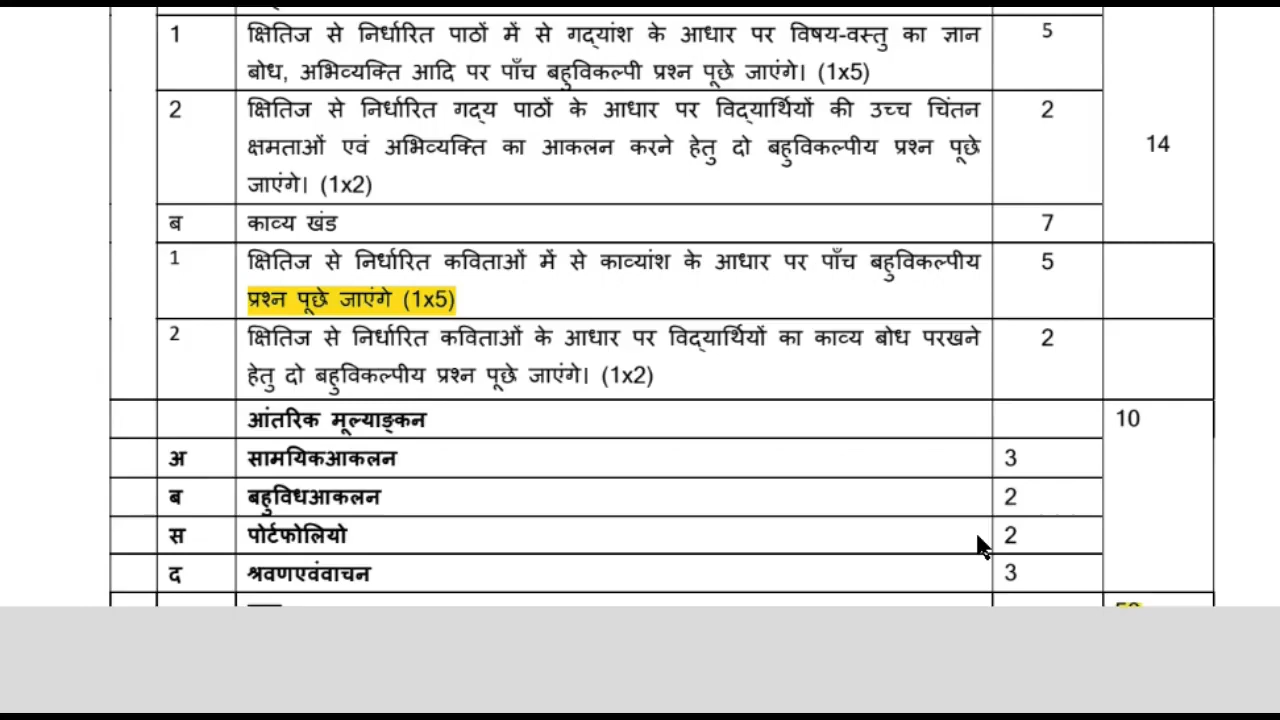 1 क्षितिज से निर्धारित पाठों में से गद्यांश के आधार पर विषय-वस्तु का ज्ञान 5
बोध, अभिव्यक्ति आदि पर पाँच बहुविकल्पी प्रश्न पूछे जाएंगे। (1x5)
2 क्षितिज से निर्धारित गद्य पाठों के आधार पर विद्यार्थियों की उच्च चिंतन 2
क्षमताओं एवं अभिव्यक्ति का आकलन करने हेतु दो बहुविकल्पीय प्रश्न पूछे 14
जाएंगे। (1x2)
ब काव्य खंड 7
1 क्षितिज से निर्धारित कविताओं में से काव्यांश के आधार पर पाँच बहुविकल्पीय 5
प्रश्न पूछे जाएंगे (1x5)
2 क्षितिज से निर्धारित कविताओं के आधार पर विद्यार्थियों का काव्य बोध परखने 2
हेतु दो बहुविकल्पीय प्रश्न पूछे जाएंगे। (1x2)
आंतरिक मूल्याङ्कन 10
अ सामयिकआकलन 3
ब बहुविधआकलन 2
स पोर्टफोलियो 2
द श्रवणएवंवाचन 3